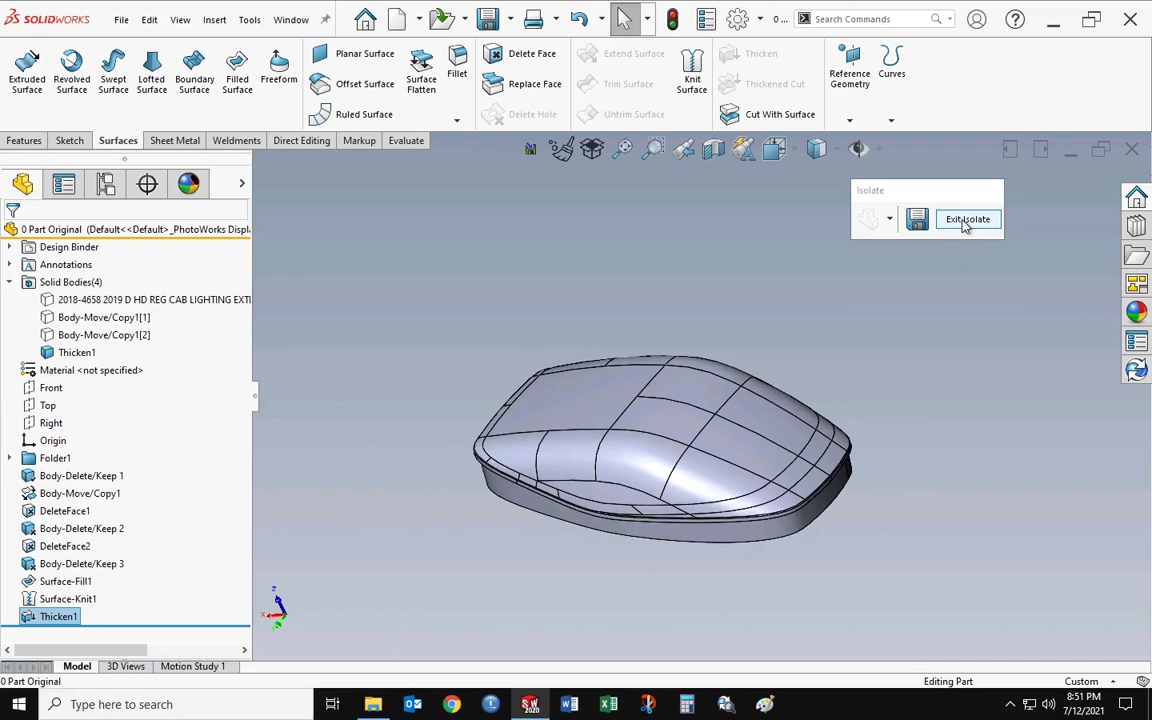 SOLIDWORKS
File
Edit
View
Insert
Tools
Window
0 ...
Search Commands
Extruded Surface
Revolved Surface
Swept Surface
Lofted Surface
Boundary Surface
Filled Surface
Freeform
Planar Surface
Offset Surface
Ruled Surface
Surface Flatten
Fillet
Delete Face
Replace Face
Delete Hole
Extend Surface
Trim Surface
Untrim Surface
Knit Surface
Thicken
Thickened Cut
Cut With Surface
Reference Geometry
Curves
Features
Sketch
Surfaces
Sheet Metal
Weldments
Direct Editing
Markup
Evaluate
Isolate
Exit Isolate
0 Part Original (Default<<Default>_PhotoWorks Displ
Design Binder
Annotations
Solid Bodies(4)
2018-4658 2019 D HD REG CAB LIGHTING EXTI
Body-Move/Copy1[1]
Body-Move/Copy1[2]
Thicken1
Material <not specified>
Front
Top
Right
Origin
Folder1
Body-Delete/Keep 1
Body-Move/Copy1
DeleteFace1
Body-Delete/Keep 2
DeleteFace2
Body-Delete/Keep 3
Surface-Fill1
Surface-Knit1
Thicken1
z
x
y
Model
3D Views
Motion Study 1
0 Part Original
Editing Part
Custom
Type here to search
SW
2020
8:51 PM
7/12/2021